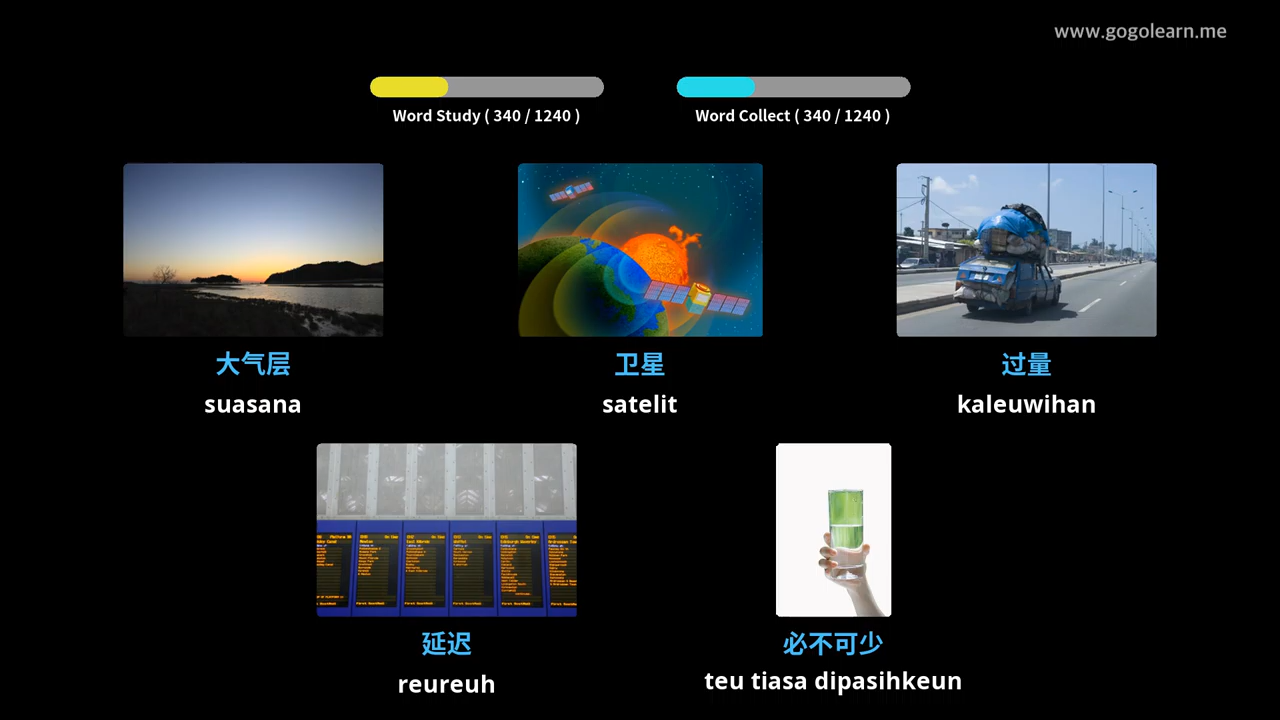 www.gogolearn.me
Word Study ( 340 / 1240 )
Word Collect ( 340 / 1240 )
大气层
suasana
卫星
satelit
过量
kaleuwihan
延迟
reureuh
必不可少
teu tiasa dipasihkeun